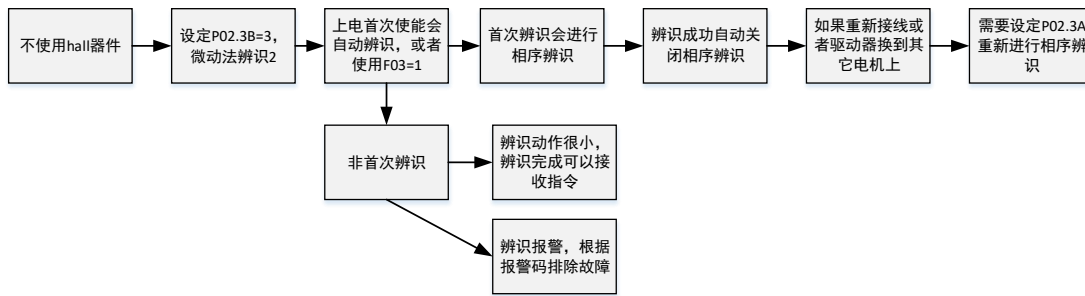 不使用hall器件
设定P02.3B=3，
微动法辨识2
上电首次使能会
自动辨识，或者
使用F03=1
首次辨识会进行
相序辨识
辨识成功自动关
闭相序辨识
如果重新接线或
者驱动器换到其
它电机上
需要设定P02.3A
重新进行相序辨
识
非首次辨识
辨识动作很小，
辨识完成可以接
收指令
辨识报警，根据
报警码排除故障